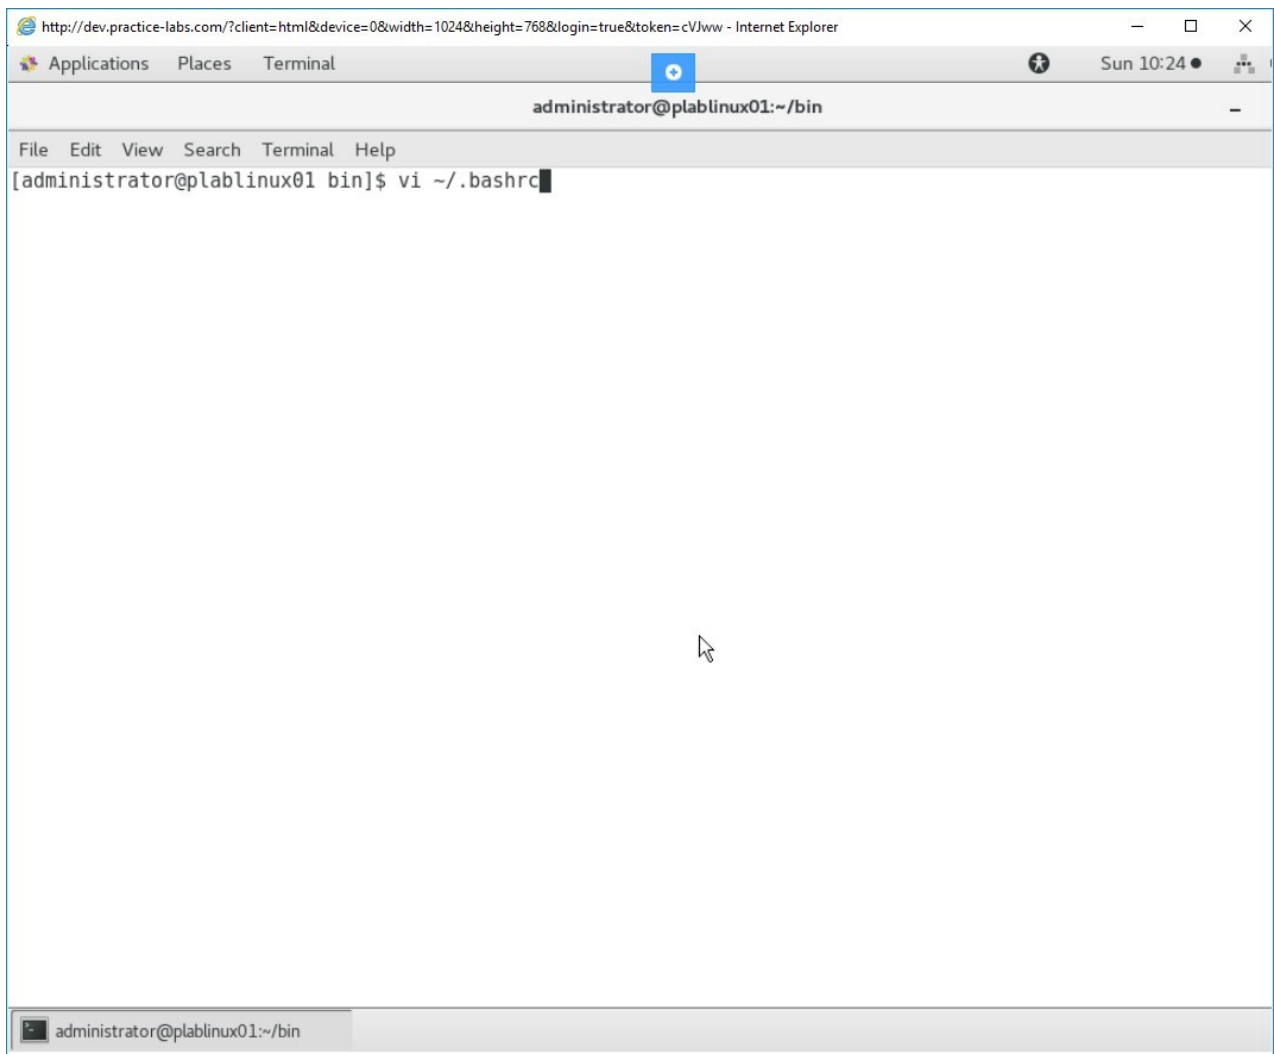 http://dev.practice-labs.com/?client=html&device=0&width=1024&height=768&login=true&token=cVJww - Internet Explorer
Applications Places Terminal Sun 10:24
administrator@plablinux01:~/bin
File Edit View Search Terminal Help
[administrator@plablinux01 bin]$ vi ~/.bashrc
administrator@plablinux01:~/bin